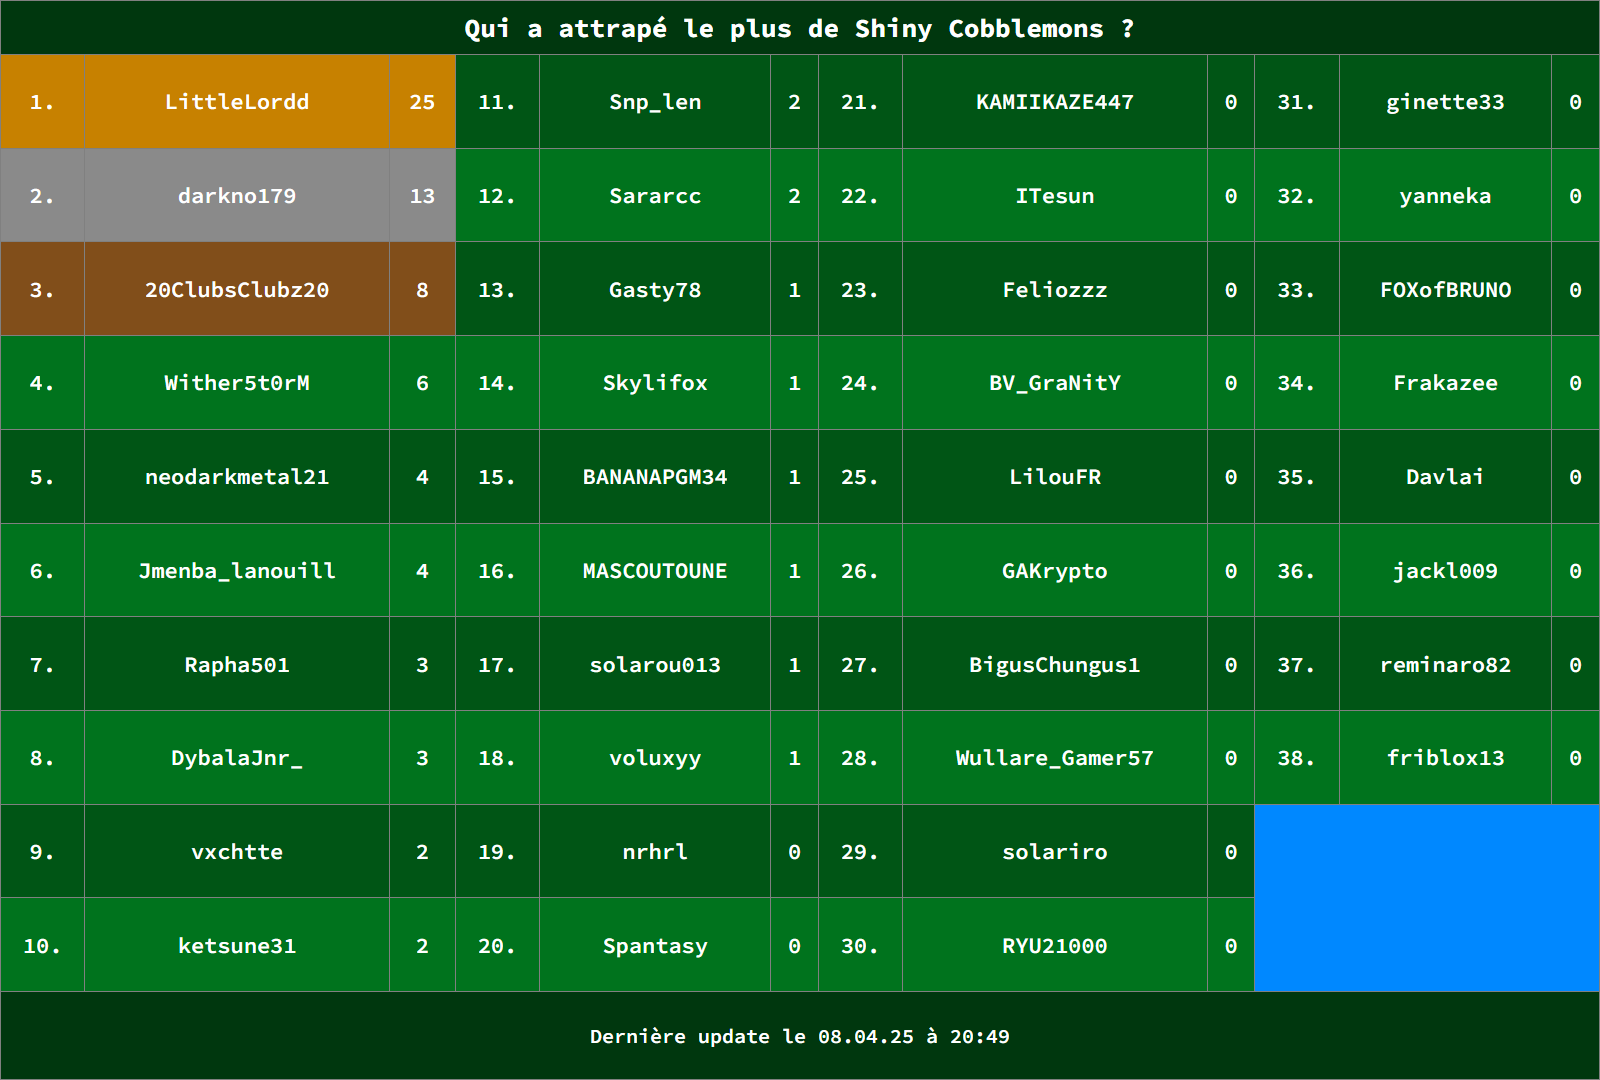 Qui a attrapé le plus de Shiny Cobblemons ?
1. LittleLordd 25 11. Snp_len 2 21. KAMIIKAZE447 0 31. ginette33 0
2. darkno179 13 12. Sararcc 2 22. ITesun 0 32. yanneka 0
3. 20ClubsClubz20 8 13. Gasty78 1 23. Feliozzz 0 33. FOXofBRUNO 0
4. Wither5t0rM 6 14. Skylifox 1 24. BV_GraNitY 0 34. Frakazee 0
5. neodarkmetal21 4 15. BANANAPGM34 1 25. LilouFR 0 35. Davlai 0
6. Jmenba_lanouill 4 16. MASCOUTOUNE 1 26. GAKrypto 0 36. jackl009 0
7. Rapha501 3 17. solarou013 1 27. BigusChungus1 0 37. reminaro82 0
8. DybalaJnr_ 3 18. voluxyy 1 28. Wullare_Gamer57 0 38. friblox13 0
9. vxchtte 2 19. nrhrl 0 29. solariro 0
10. ketsune31 2 20. Spantasy 0 30. RYU21000 0
Dernière update le 08.04.25 à 20:49